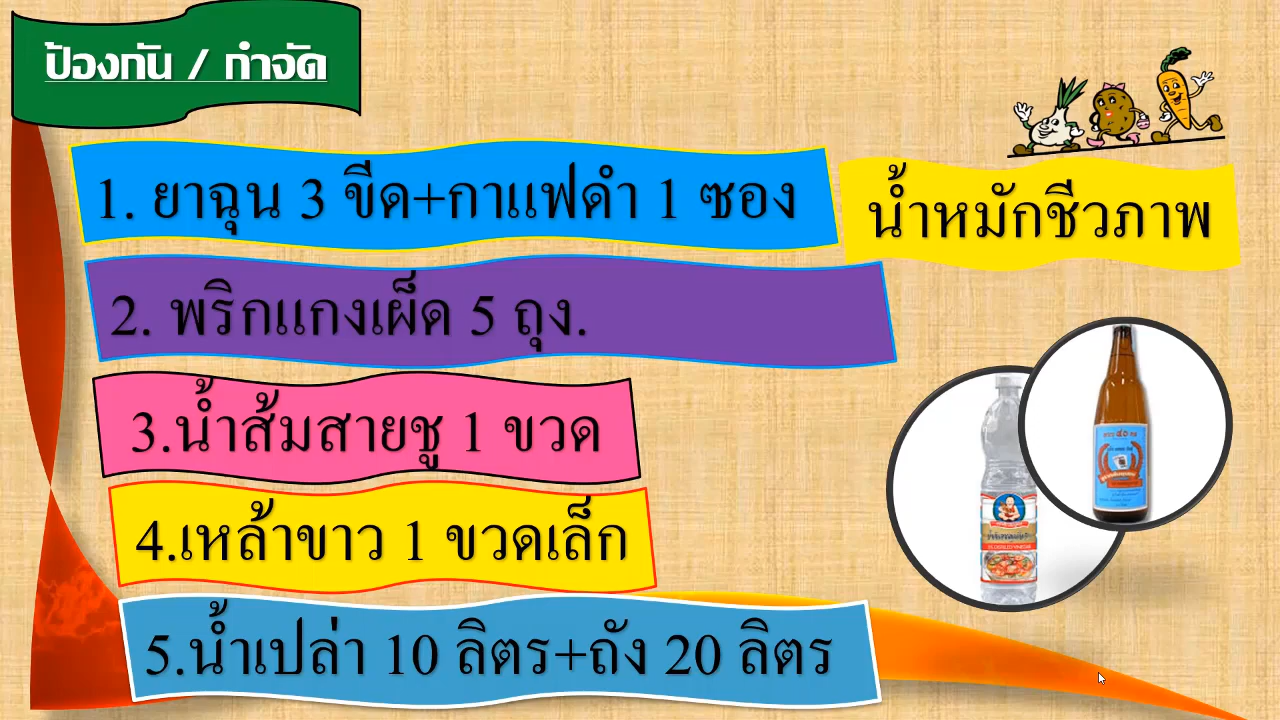 ป้องกัน / กำจัด
1. ยาฉุน 3 ขีด+กาแฟดำ 1 ซอง
น้ำหมักชีวภาพ
2. พริกแกงเผ็ด 5 ถุง.
3.น้ำส้มสายชู 1 ขวด
4.เหล้าขาว 1 ขวดเล็ก
5.น้ำเปล่า 10 ลิตร+ถัง 20 ลิตร